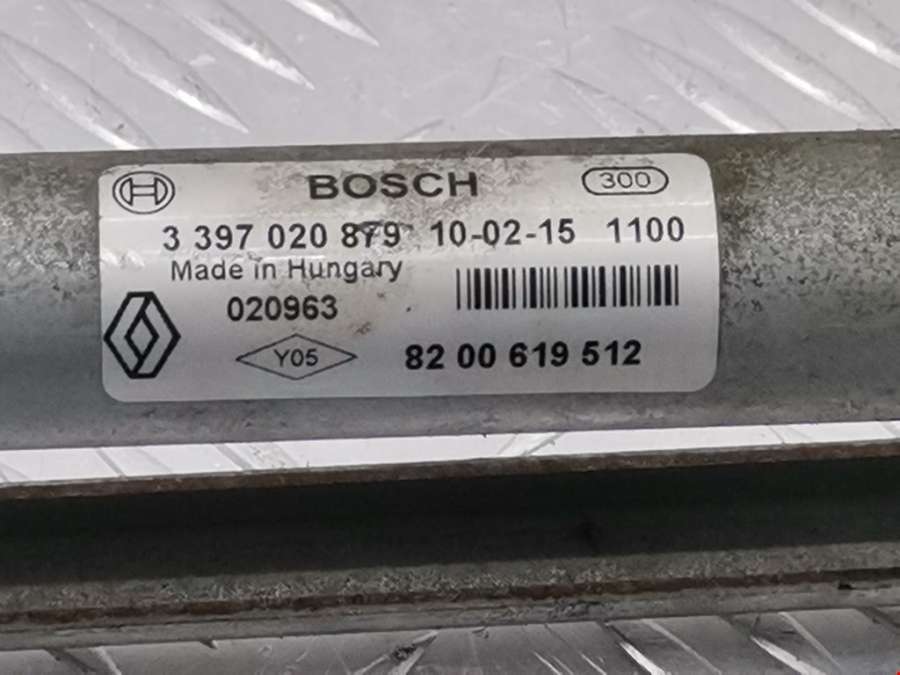 BOSCH 300
3 397 020 879 10-02-15 1100
Made in Hungary
020963
Y05 82 00 619 512